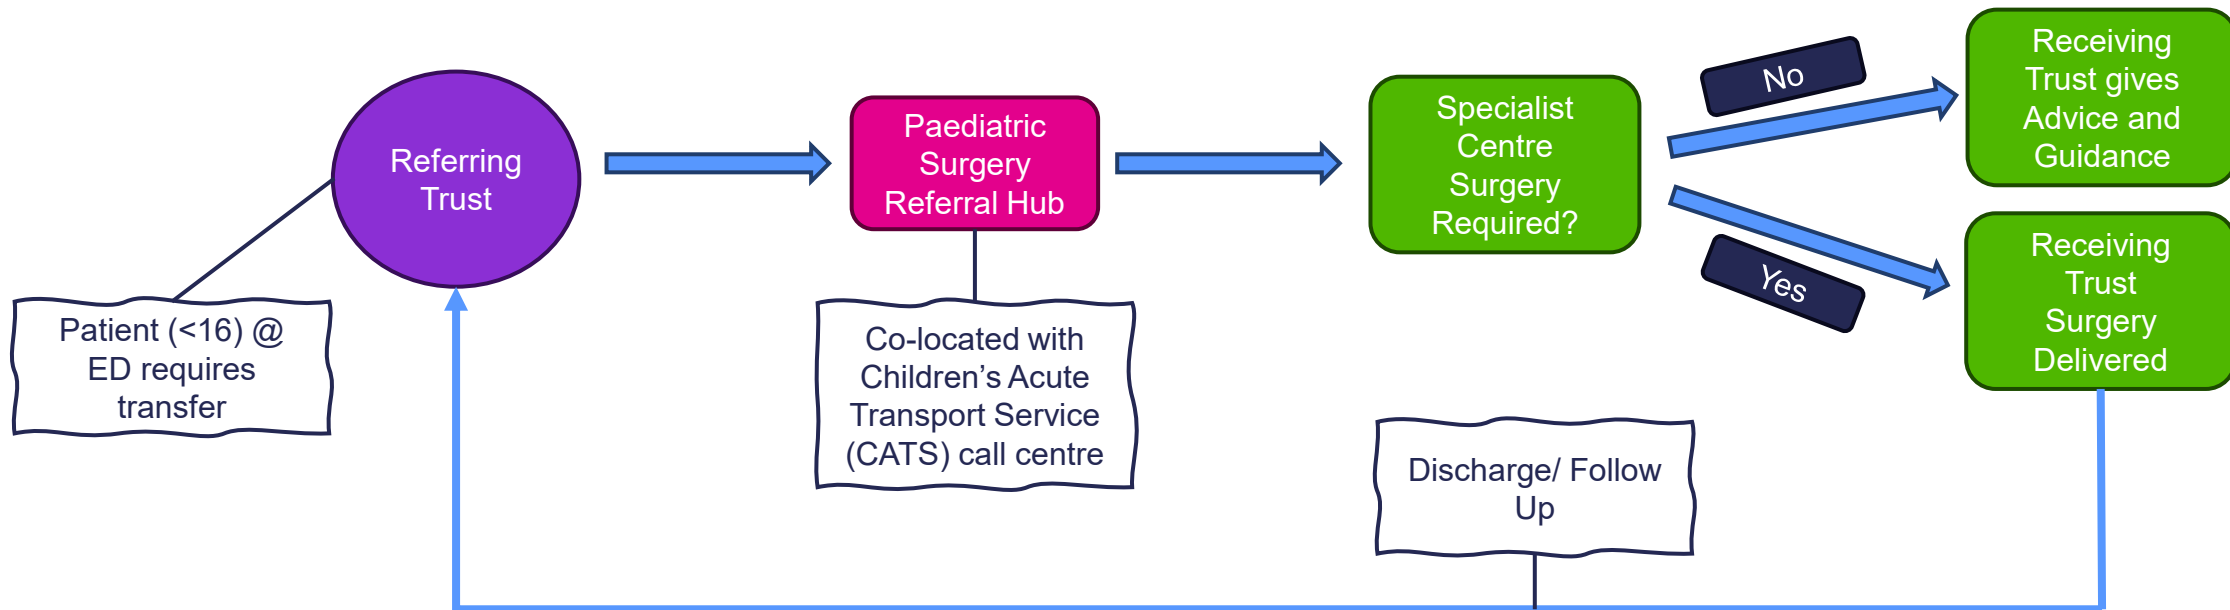 Referring
Trust
Patient (<16) @
ED requires
transfer
Paediatric
Surgery
Referral Hub
Co-located with
Children’s Acute
Transport Service
(CATS) call centre
Specialist
Centre
Surgery
Required?
No
Yes
Receiving
Trust gives
Advice and
Guidance
Receiving
Trust
Surgery
Delivered
Discharge/ Follow
Up